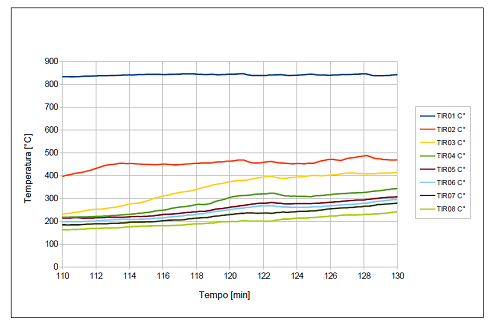 900
800
700
600
500
400
300
200
100
0
Temperatura [°C]
110 112 114 116 118 120 122 124 126 128 130
Tempo [min]
TIR01 C°
TIR02 C°
TIR03 C°
TIR04 C°
TIR05 C°
TIR06 C°
TIR07 C°
TIR08 C°